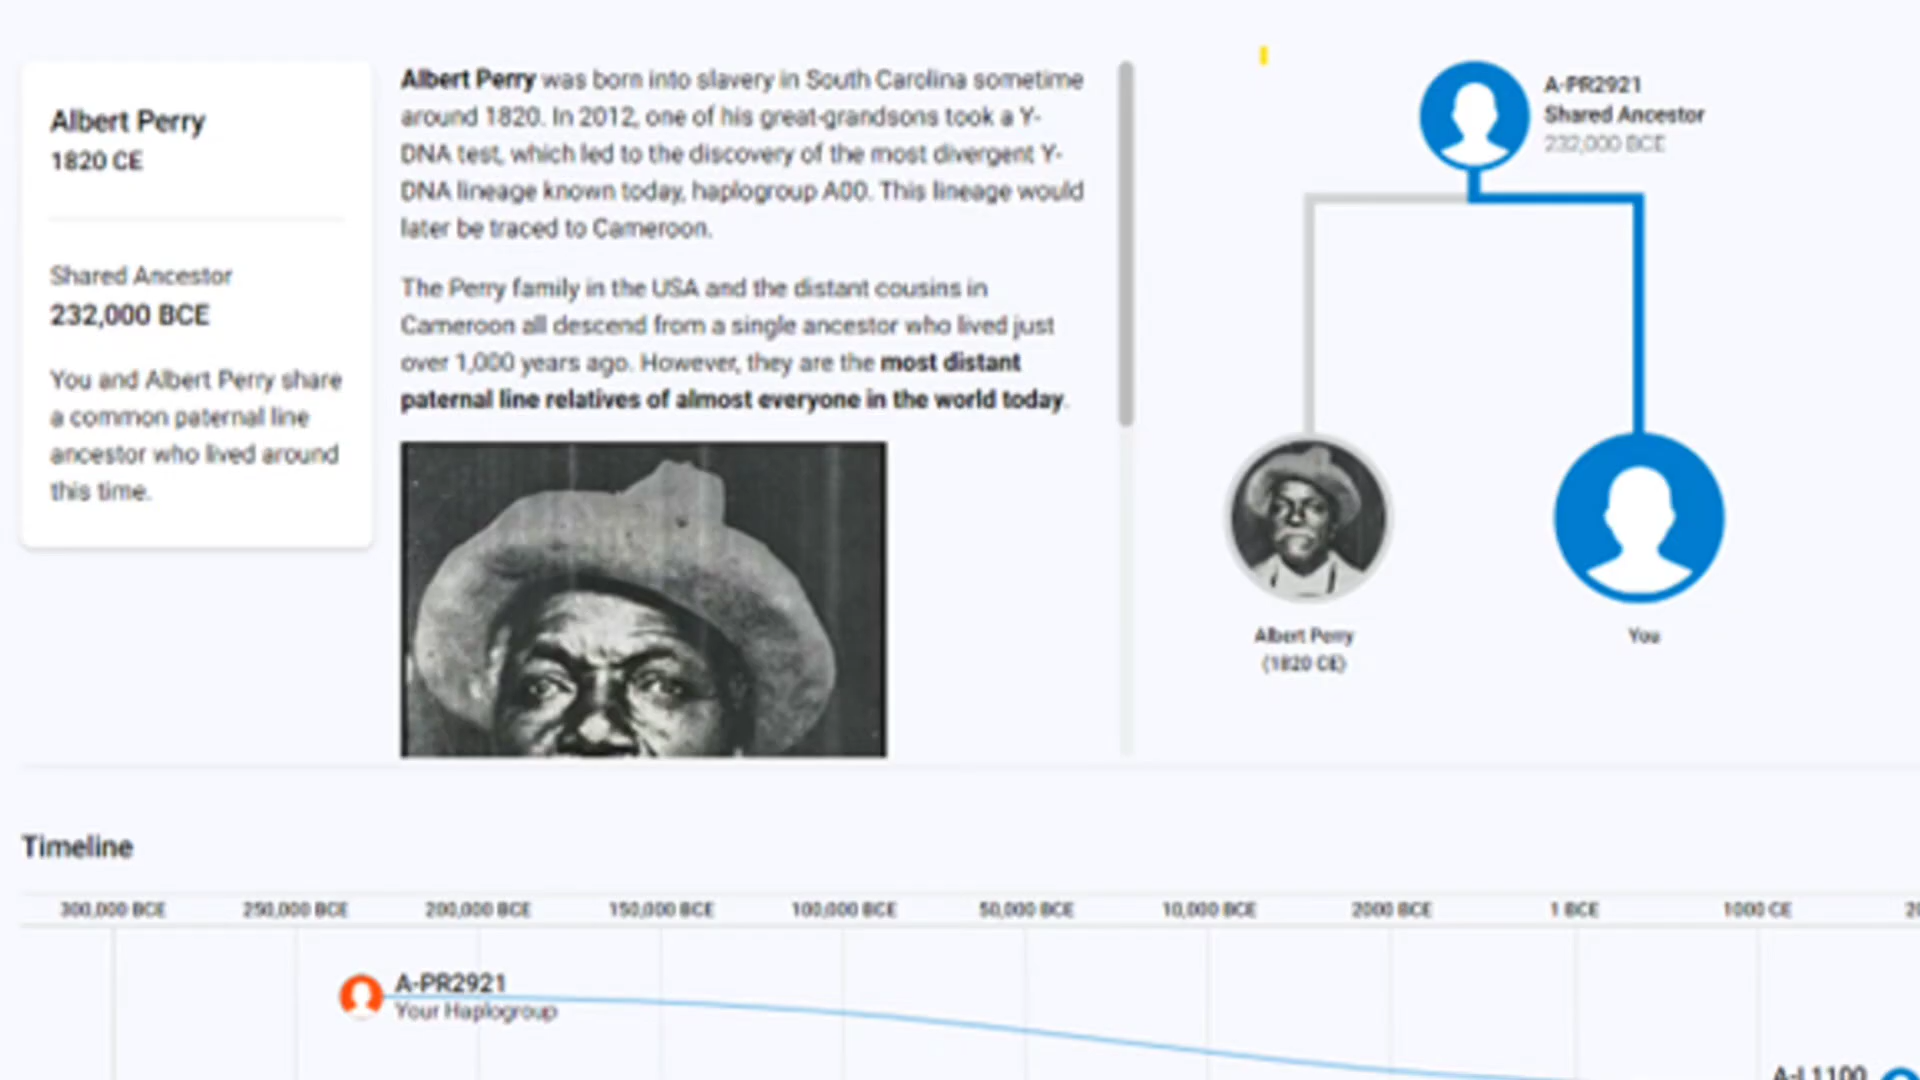 Albert Perry
1820 CE
Shared Ancestor
232,000 BCE
You and Albert Perry share
a common paternal line
ancestor who lived around
this time.
Albert Perry was born into slavery in South Carolina sometime
around 1820. In 2012, one of his great-grandsons took a Y-
DNA test, which led to the discovery of the most divergent Y-
DNA lineage known today, haplogroup A00. This lineage would
later be traced to Cameroon.
The Perry family in the USA and the distant cousins in
Cameroon all descend from a single ancestor who lived just
over 1,000 years ago. However, they are the most distant
paternal line relatives of almost everyone in the world today.
A-PR2921
Shared Ancestor
232,000 BCE
Albert Perry
(1820 CE)
You
Timeline
300,000 BCE
250,000 BCE
200,000 BCE
150,000 BCE
100,000 BCE
50,000 BCE
10,000 BCE
2000 BCE
1 BCE
1000 CE
A-PR2921
Your Haplogroup
A-L1100